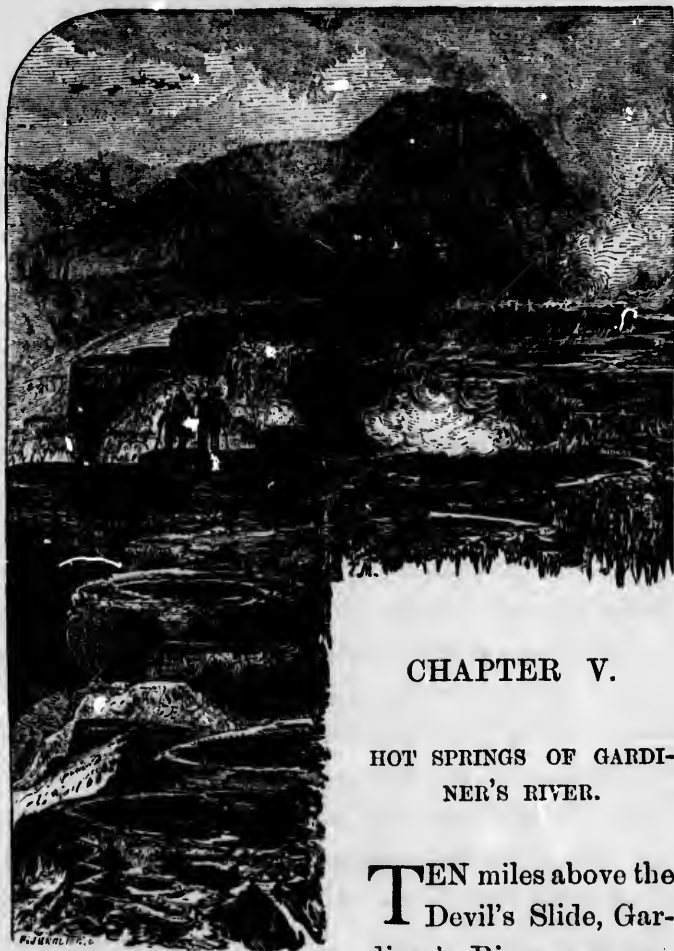 CHAPTER V.
HOT SPRINGS OF GARDI-
NER'S RIVER.
TEN miles above the
Devil's Slide, Gar-